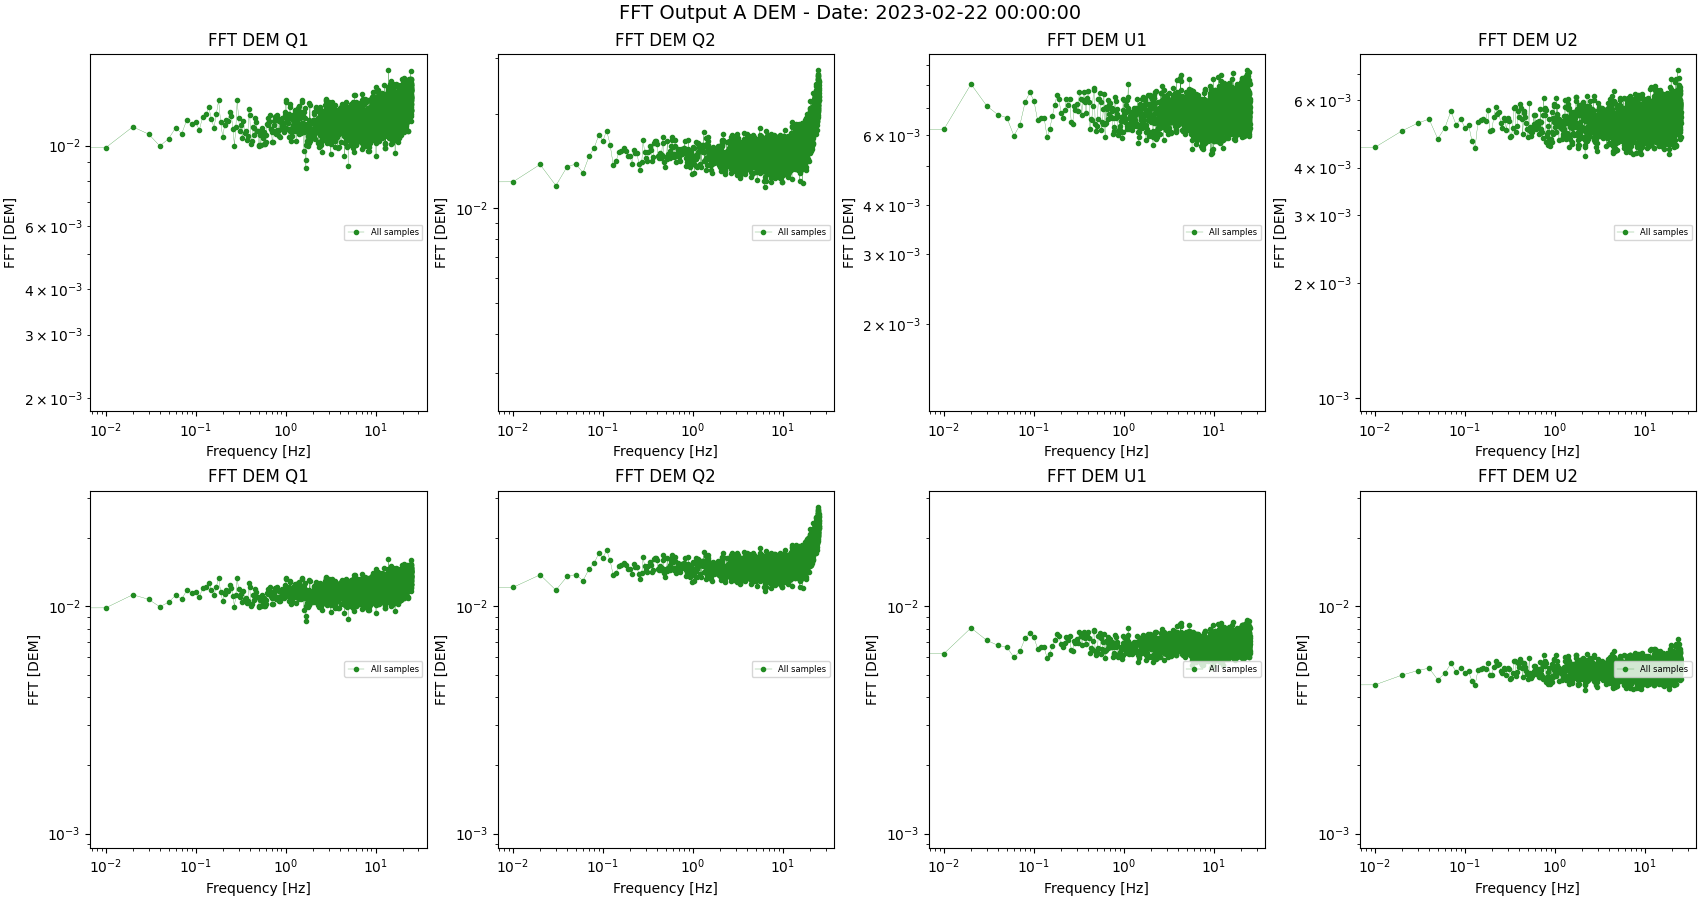 FFT Output A DEM - Date: 2023-02-22 00:00:00
FFT DEM Q1
FFT DEM Q2
FFT DEM U1
FFT DEM U2
FFT [DEM]
10⁻²
6 × 10⁻³
4 × 10⁻³
3 × 10⁻³
2 × 10⁻³
All samples
10⁻² 10⁻¹ 10⁰ 10¹
Frequency [Hz]
FFT [DEM]
10⁻²
All samples
10⁻² 10⁻¹ 10⁰ 10¹
Frequency [Hz]
FFT [DEM]
6 × 10⁻³
4 × 10⁻³
3 × 10⁻³
2 × 10⁻³
All samples
10⁻² 10⁻¹ 10⁰ 10¹
Frequency [Hz]
FFT [DEM]
6 × 10⁻³
4 × 10⁻³
3 × 10⁻³
2 × 10⁻³
10⁻³
All samples
10⁻² 10⁻¹ 10⁰ 10¹
Frequency [Hz]
FFT DEM Q1
FFT DEM Q2
FFT DEM U1
FFT DEM U2
FFT [DEM]
10⁻²
10⁻³
All samples
10⁻² 10⁻¹ 10⁰ 10¹
Frequency [Hz]
FFT [DEM]
10⁻²
10⁻³
All samples
10⁻² 10⁻¹ 10⁰ 10¹
Frequency [Hz]
FFT [DEM]
10⁻²
10⁻³
All samples
10⁻² 10⁻¹ 10⁰ 10¹
Frequency [Hz]
FFT [DEM]
10⁻²
10⁻³
All samples
10⁻² 10⁻¹ 10⁰ 10¹
Frequency [Hz]